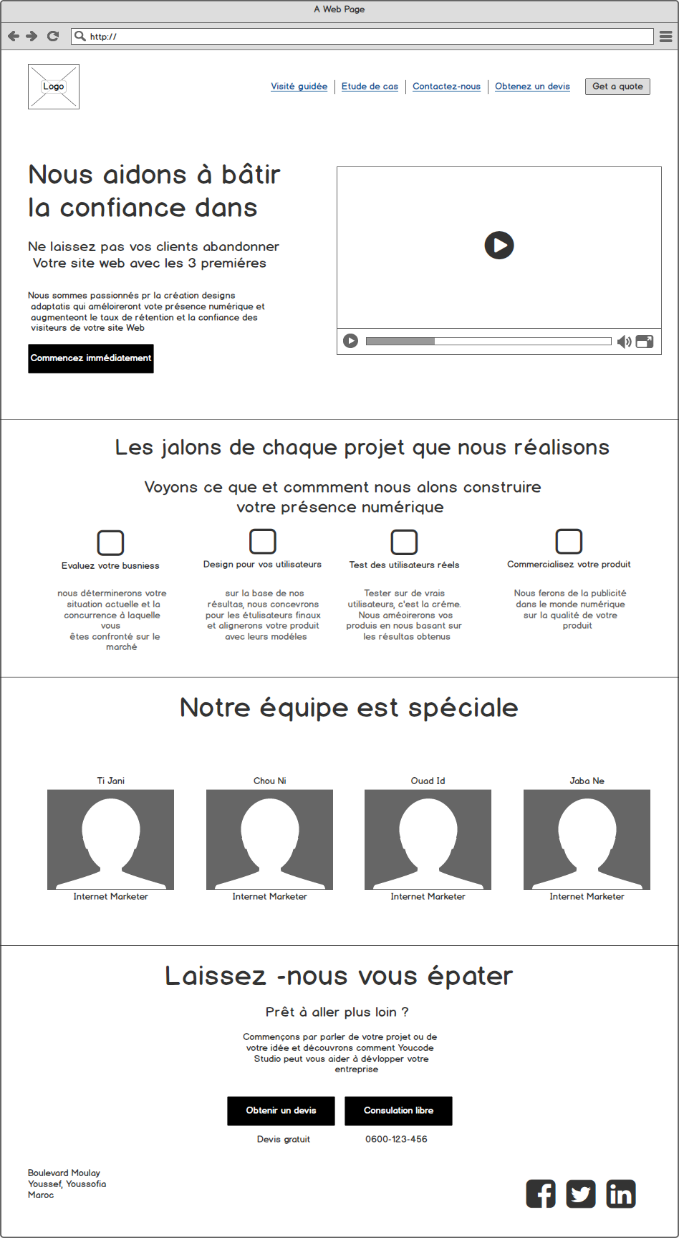 A Web Page
http://
Logo
Visité guidée
Etude de cas
Contactez-nous
Obtenez un devis
Get a quote
Nous aidons à bâtir
la confiance dans
Ne laissez pas vos clients abandonner
Votre site web avec les 3 premiéres
Nous sommes passionnés pr la création designs
adaptatis qui améloireront vote présence numérique et
augmenteont le taux de rétention et la confiance des
visiteurs de votre site Web
Commencez immédiatement
Les jalons de chaque projet que nous réalisons
Voyons ce que et commment nous alons construire
votre présence numérique
Evaluez votre busniess
Design pour vos utilisateurs
Test des utilisateurs réels
Commercialisez votre produit
nous déterminerons votre
situation actuelle et la
concurrence à laquelle
vous
êtes confronté sur le
marché
sur la base de nos
résultas, nous concevrons
pour les étulisateurs finaux
et alignerons votre produit
avec leurs modéles
Tester sur de vrais
utilisateurs, c'est la créme.
Nous améoirerons vos
produis en nous basant sur
les résultas obtenus
Nous ferons de la publicité
dans le monde numérique
sur la qualité de votre
produit
Notre équipe est spéciale
Ti Jani
Chou Ni
Ouad Id
Jaba Ne
Internet Marketer
Internet Marketer
Internet Marketer
Internet Marketer
Laissez -nous vous épater
Prêt à aller plus loin ?
Commençons par parler de votre projet ou de
votre idée et découvrons comment Youcode
Studio peut vous aider à dévlopper votre
entreprise
Obtenir un devis
Consulation libre
Devis gratuit
0600-123-456
Boulevard Moulay
Youssef, Youssofia
Maroc